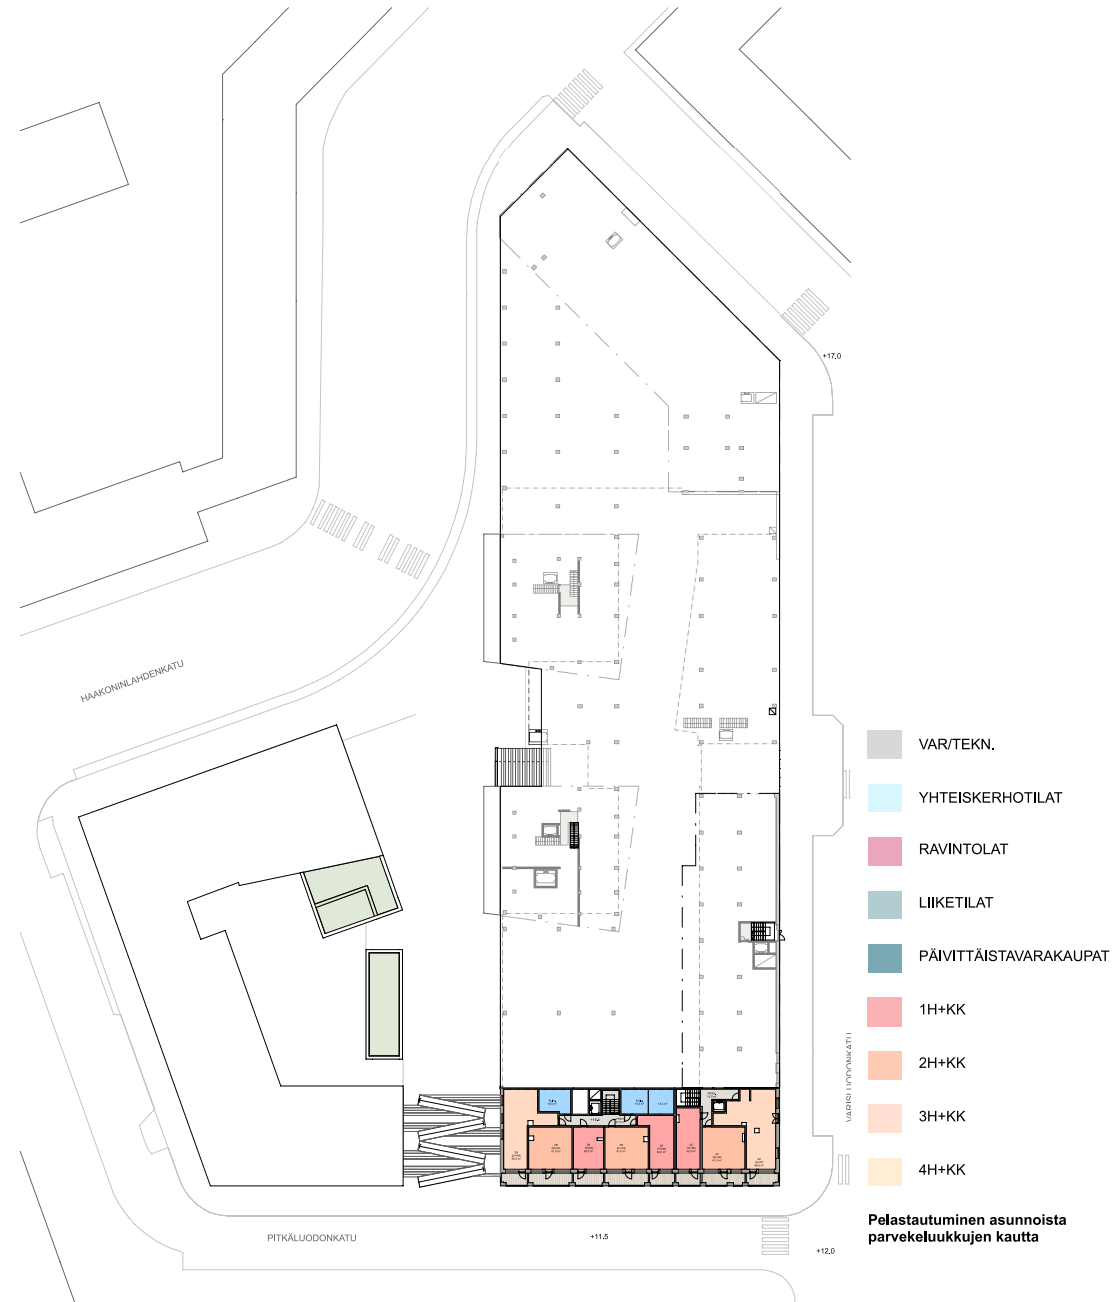 +17.0
HAAKONINLAHDENKATU
VAR/TEKN.
YHTEISKERHOTILAT
RAVINTOLAT
LIIKETILAT
PÄIVITTÄISTAVARAKAUPAT
1H+KK
2H+KK
3H+KK
4H+KK
Pelastautuminen asunnoista
parvekeluukkujen kautta
PITKÄLUODONKATU
+11.5
+12.0